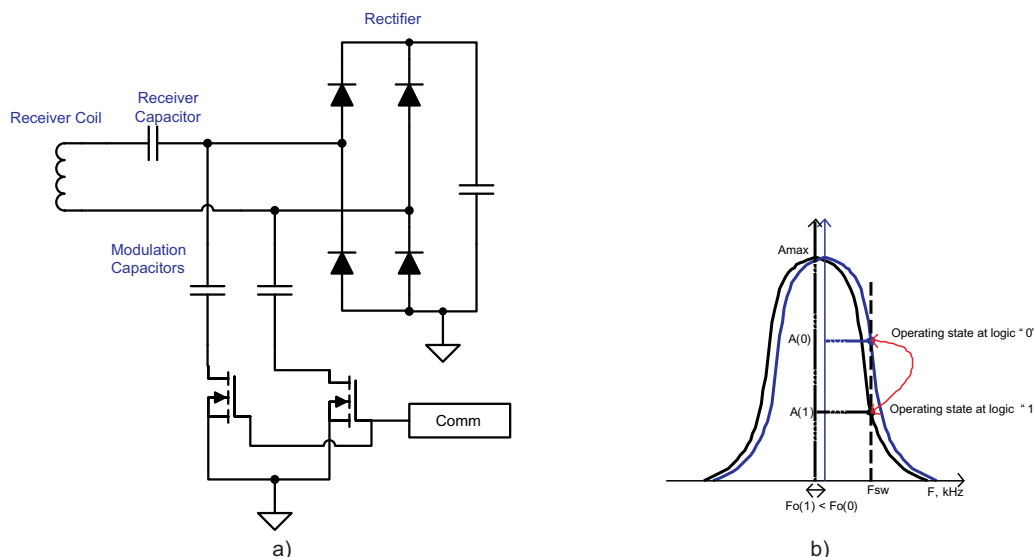 Rectifier
Receiver
Capacitor
Receiver Coil
Modulation
Capacitors
Comm
a)
Amax
A(0)
Operating state at logic “ 0'
A(1)
Operating state at logic “ 1
Fsw
F, kHz
Fo(1) < Fo(0)
b)